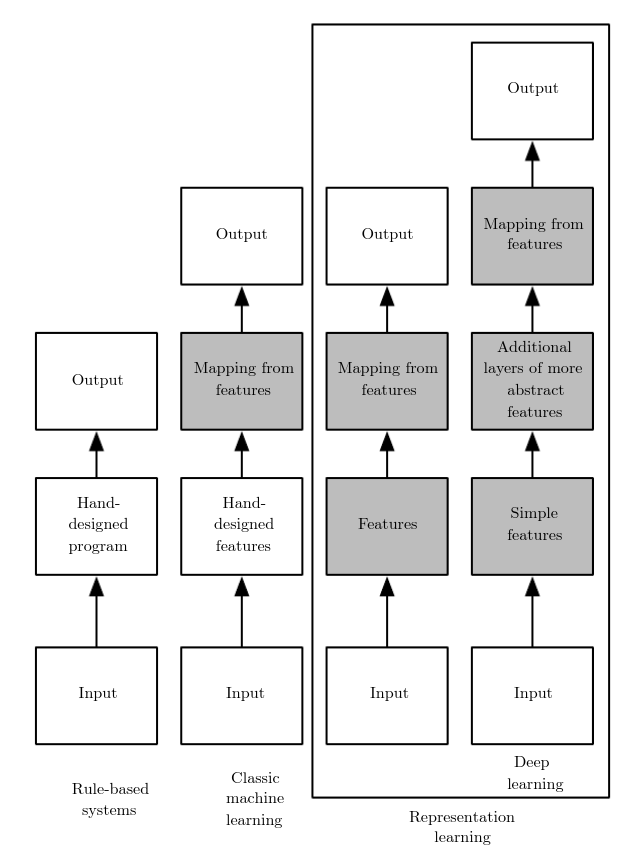 Output
Output
Output
Mapping from
features
Output
Mapping from
features
Mapping from
features
Additional
layers of more
abstract
features
Hand-
designed
program
Hand-
designed
features
Features
Simple
features
Input
Input
Input
Input
Rule-based
systems
Classic
machine
learning
Deep
learning
Representation
learning